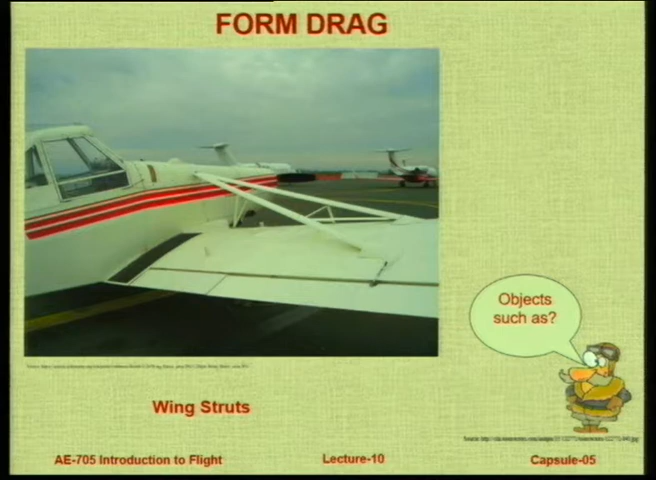 FORM DRAG
Objects
such as?
Wing Struts
AE-705 Introduction to Flight
Lecture-10
Capsule-05